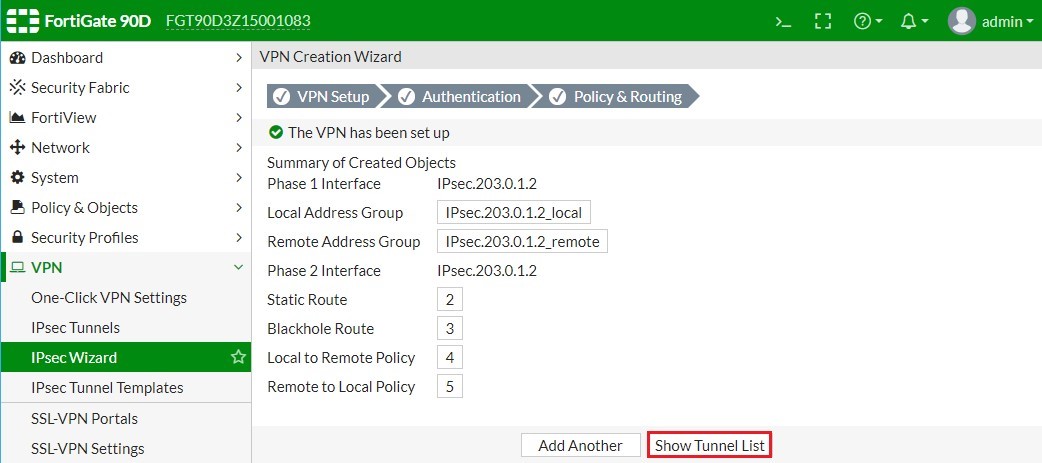 FortiGate 90D FGT90D3Z15001083 admin
Dashboard
Security Fabric
FortiView
Network
System
Policy & Objects
Security Profiles
VPN
One-Click VPN Settings
IPsec Tunnels
IPsec Wizard
IPsec Tunnel Templates
SSL-VPN Portals
SSL-VPN Settings
VPN Creation Wizard
VPN Setup Authentication Policy & Routing
The VPN has been set up
Summary of Created Objects
Phase 1 Interface IPsec.203.0.1.2
Local Address Group IPsec.203.0.1.2_local
Remote Address Group IPsec.203.0.1.2_remote
Phase 2 Interface IPsec.203.0.1.2
Static Route 2
Blackhole Route 3
Local to Remote Policy 4
Remote to Local Policy 5
Add Another Show Tunnel List